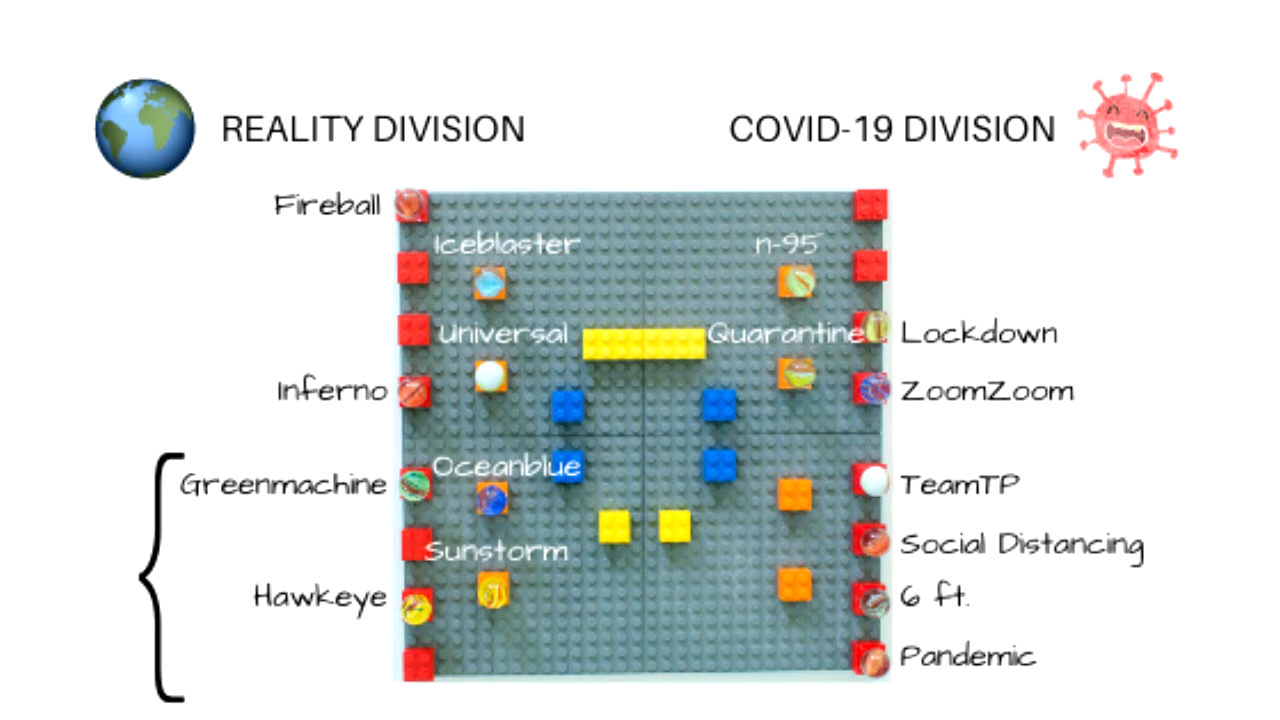 REALITY DIVISION
COVID-19 DIVISION
Fireball
Iceblaster
n-95
Universal
Quarantine
Lockdown
Inferno
ZoomZoom
Oceanblue
Greenmachine
TeamTP
Sunstorm
Social Distancing
Hawkeye
6 ft.
Pandemic